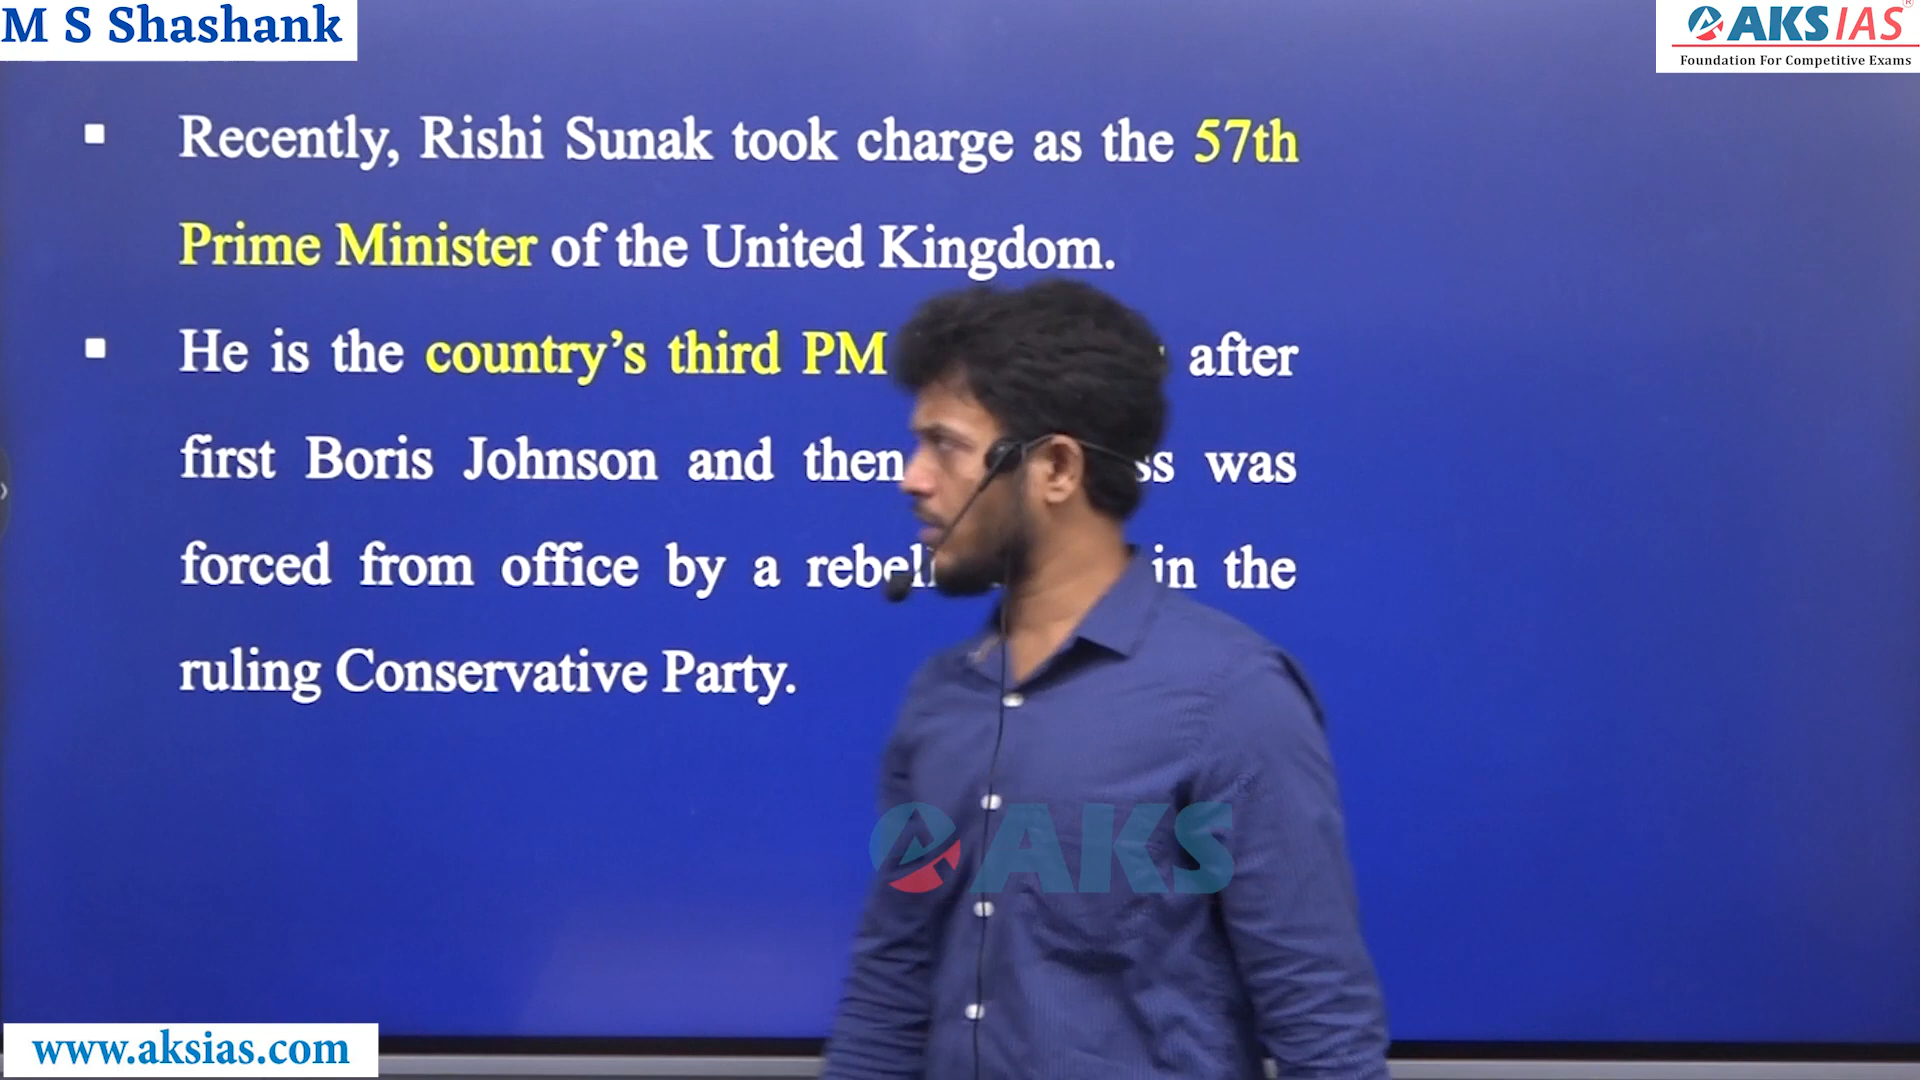 M S Shashank
AKS IAS®
Foundation For Competitive Exams
▪ Recently, Rishi Sunak took charge as the 57th
Prime Minister of the United Kingdom.
▪ He is the country’s third PM after
first Boris Johnson and then was
forced from office by a in the
ruling Conservative Party.
AKS®
www.aksias.com